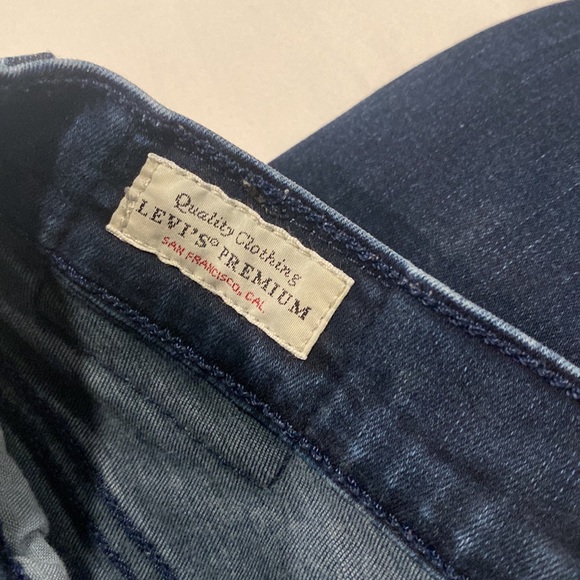 Quality Clothing
LEVI'S® PREMIUM
SAN FRANCISCO, CAL.